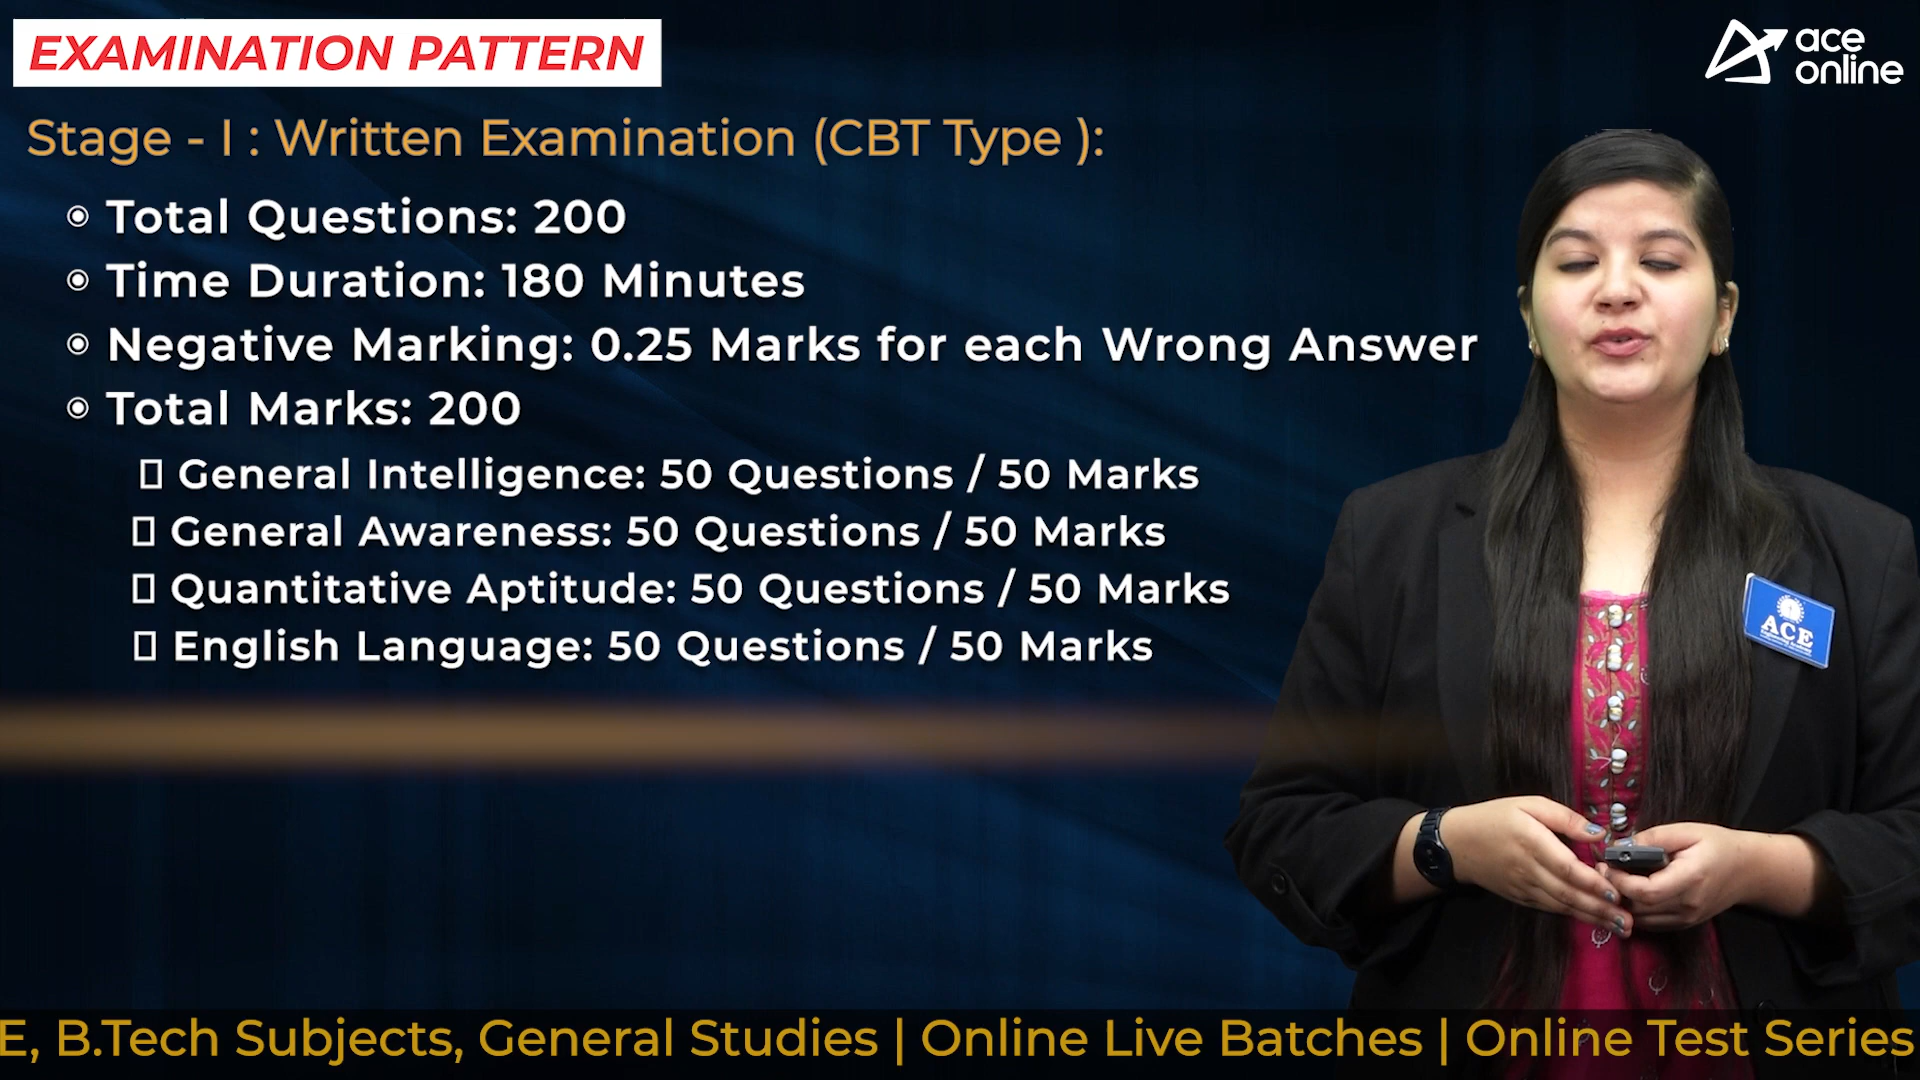 EXAMINATION PATTERN
ace
online
Stage - I : Written Examination (CBT Type ):
Total Questions: 200
Time Duration: 180 Minutes
Negative Marking: 0.25 Marks for each Wrong Answer
Total Marks: 200
General Intelligence: 50 Questions / 50 Marks
General Awareness: 50 Questions / 50 Marks
Quantitative Aptitude: 50 Questions / 50 Marks
English Language: 50 Questions / 50 Marks
ACE
E, B.Tech Subjects, General Studies | Online Live Batches | Online Test Series